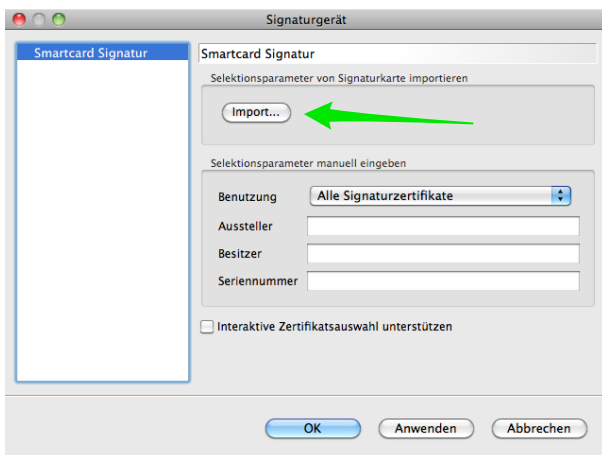 Signaturgerät
Smartcard Signatur
Smartcard Signatur
Selektionsparameter von Signaturkarte importieren
Import...
Selektionsparameter manuell eingeben
Benutzung Alle Signaturzertifikate
Aussteller
Besitzer
Seriennummer
Interaktive Zertifikatsauswahl unterstützen
OK Anwenden Abbrechen